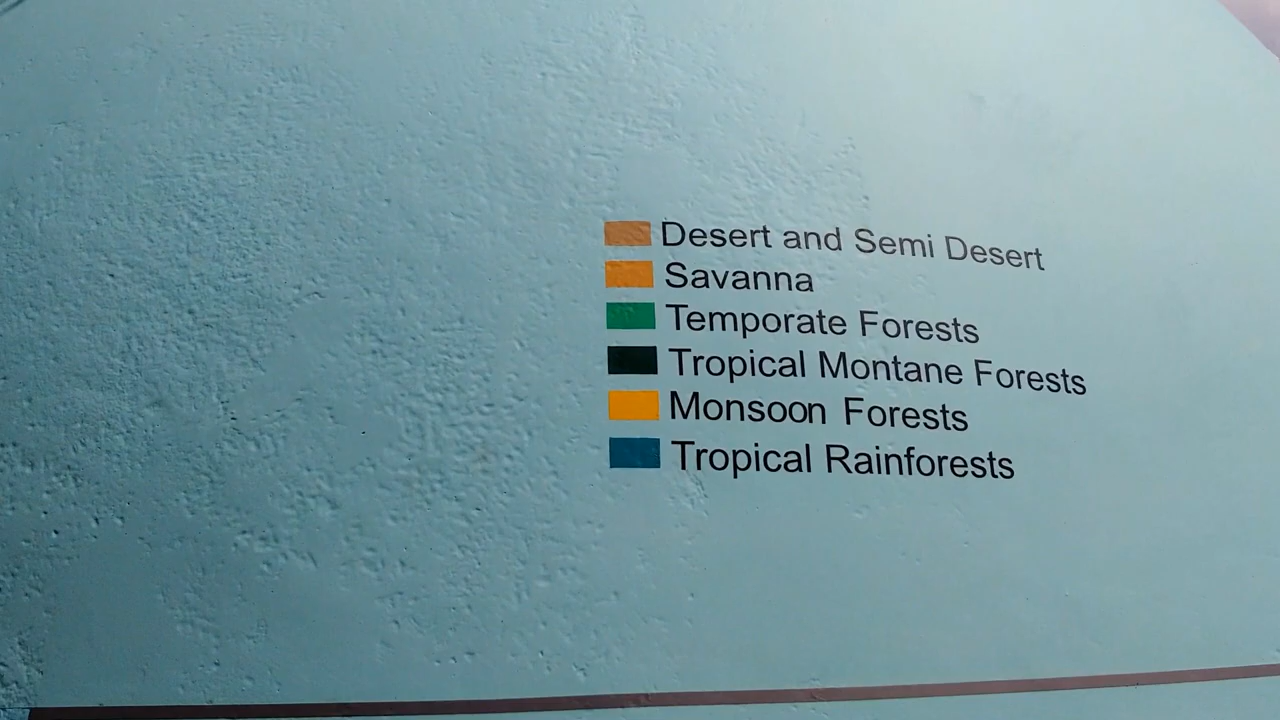 Desert and Semi Desert
Savanna
Temporate Forests
Tropical Montane Forests
Monsoon Forests
Tropical Rainforests